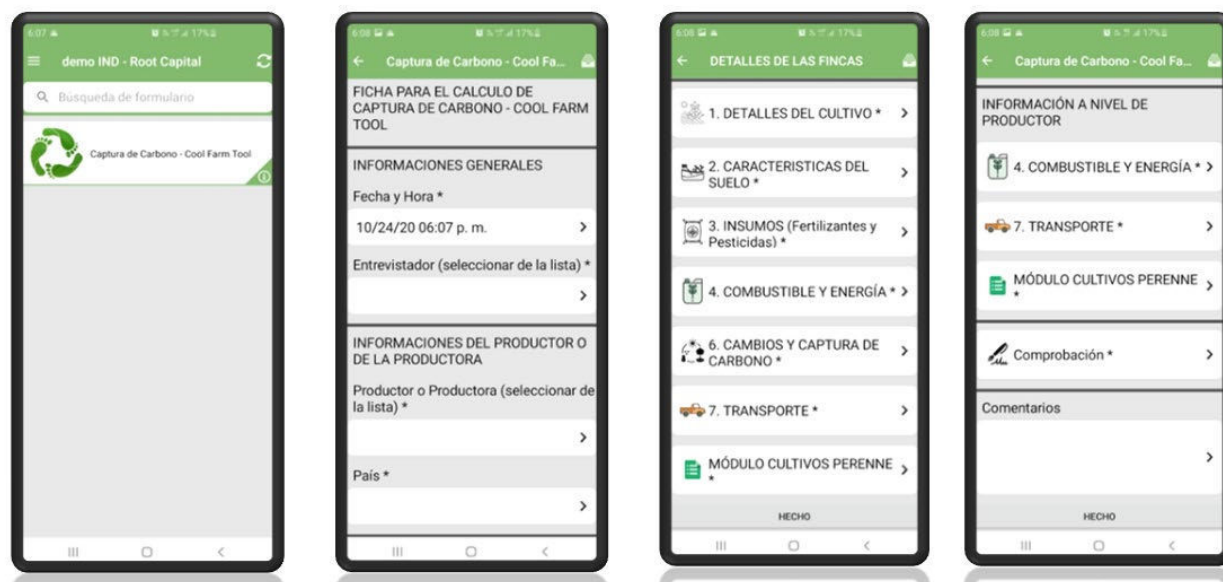 6:07
17%
demo IND - Root Capital
Búsqueda de formulario
Captura de Carbono - Cool Farm Tool
6:08
17%
Captura de Carbono - Cool Fa...
FICHA PARA EL CALCULO DE
CAPTURA DE CARBONO - COOL FARM
TOOL
INFORMACIONES GENERALES
Fecha y Hora *
10/24/20 06:07 p. m.
Entrevistador (seleccionar de la lista) *
INFORMACIONES DEL PRODUCTOR O
DE LA PRODUCTORA
Productor o Productora (seleccionar de
la lista) *
País *
6:08
17%
DETALLES DE LAS FINCAS
1. DETALLES DEL CULTIVO *
2. CARACTERISTICAS DEL
SUELO *
3. INSUMOS (Fertilizantes y
Pesticidas) *
4. COMBUSTIBLE Y ENERGÍA *
6. CAMBIOS Y CAPTURA DE
CARBONO *
7. TRANSPORTE *
MÓDULO CULTIVOS PERENNE
*
HECHO
6:08
17%
Captura de Carbono - Cool Fa...
INFORMACIÓN A NIVEL DE
PRODUCTOR
4. COMBUSTIBLE Y ENERGÍA *
7. TRANSPORTE *
MÓDULO CULTIVOS PERENNE
*
Comprobación *
Comentarios
HECHO